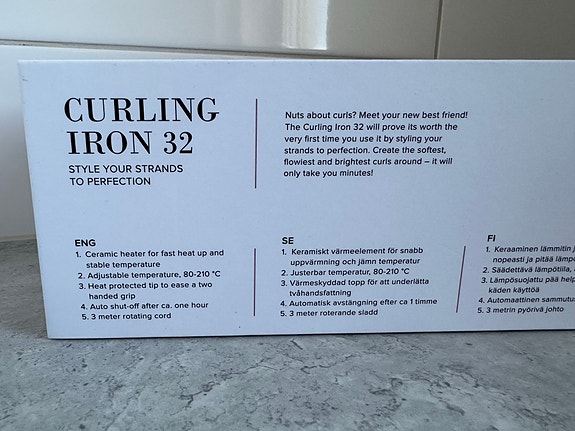 CURLING
IRON 32
STYLE YOUR STRANDS
TO PERFECTION
Nuts about curls? Meet your new best friend!
The Curling Iron 32 will prove its worth the
very first time you use it by styling your
strands to perfection. Create the softest,
flowiest and brightest curls around – it will
only take you minutes!
ENG
1. Ceramic heater for fast heat up and
stable temperature
2. Adjustable temperature, 80-210 °C
3. Heat protected tip to ease a two
handed grip
4. Auto shut-off after ca. one hour
5. 3 meter rotating cord
SE
1. Keramiskt värmeelement för snabb
uppvärmning och jämn temperatur
2. Justerbar temperatur, 80-210 °C
3. Värmeskyddad topp för att underlätta
tvåhandsfattning
4. Automatisk avstängning efter ca 1 timme
5. 3 meter roterande sladd
FI
1. Keraaminen lämmitin
nopeasti ja pitää
2. Säädettävä lämpötila,
3. Lämpösuojattu pää
käden käyttöä
4. Automaattinen
5. 3 metrin pyörivä johto